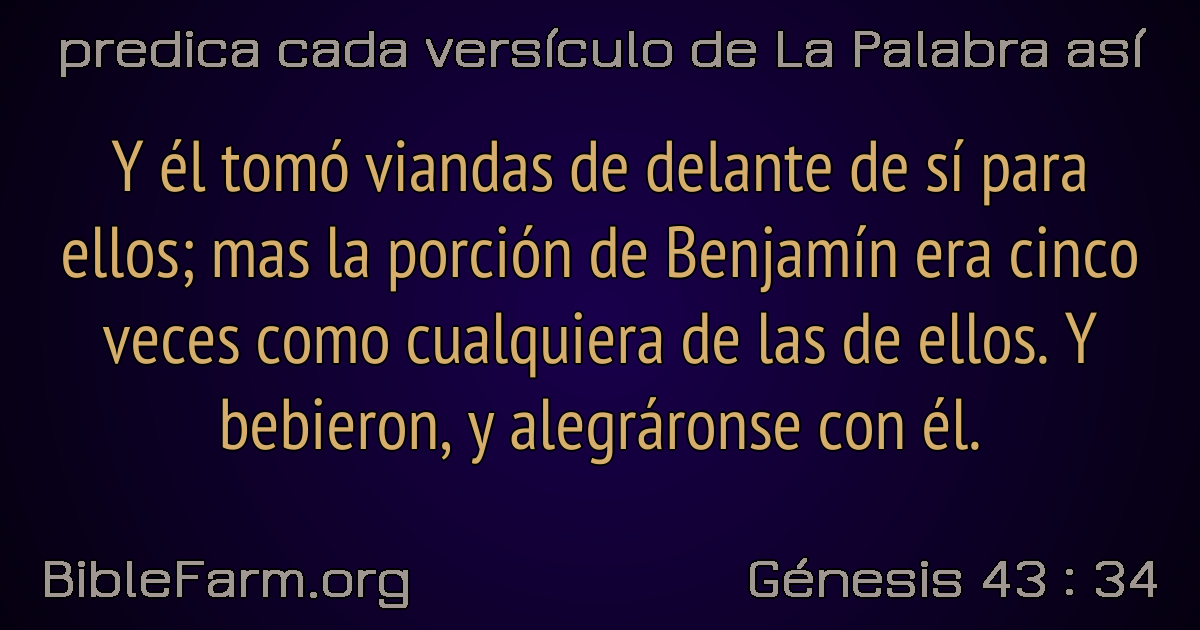 predica cada versículo de La Palabra así
Y él tomó viandas de delante de sí para
ellos; mas la porción de Benjamín era cinco
veces como cualquiera de las de ellos. Y
bebieron, y alegráronse con él.
BibleFarm.org
Génesis 43 : 34